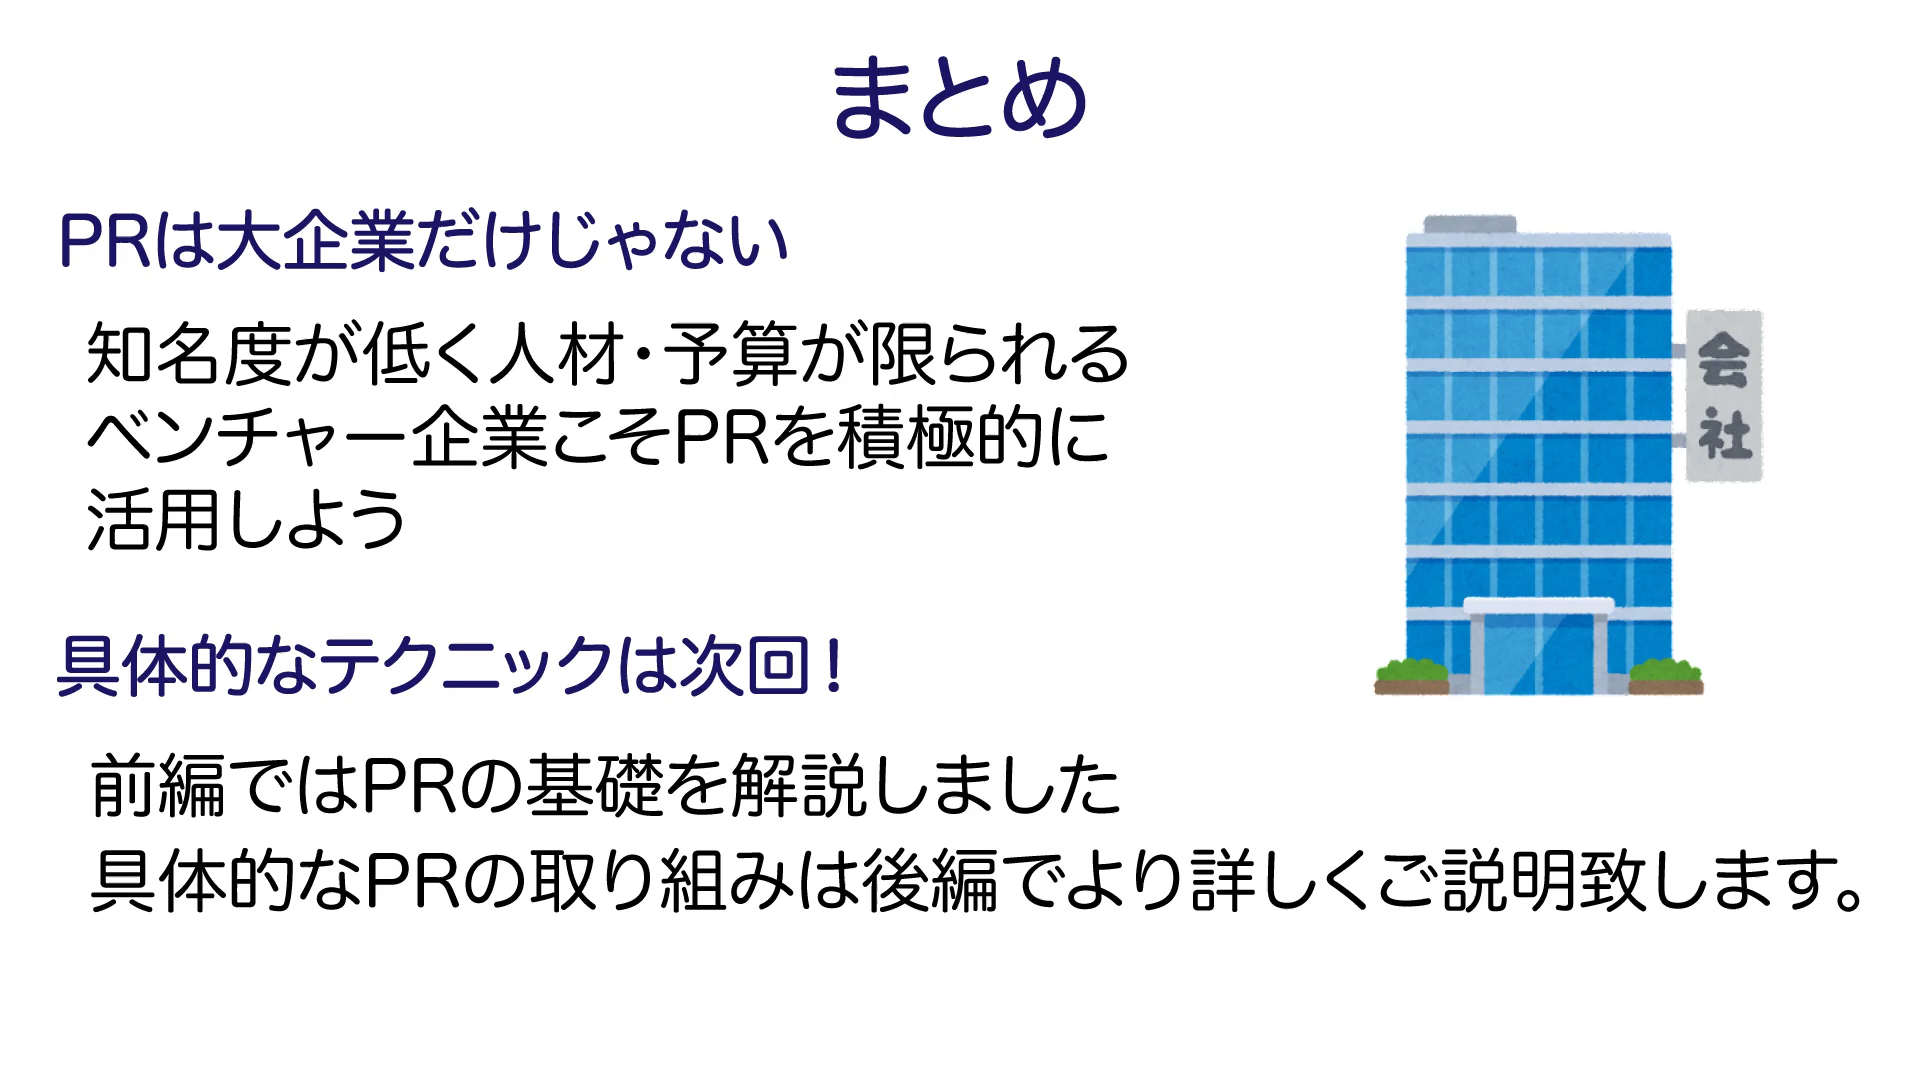 まとめ
PRは大企業だけじゃない
知名度が低く人材・予算が限られる
ベンチャー企業こそPRを積極的に
活用しよう
会社
具体的なテクニックは次回！
前編ではPRの基礎を解説しました
具体的なPRの取り組みは後編でより詳しくご説明致します。